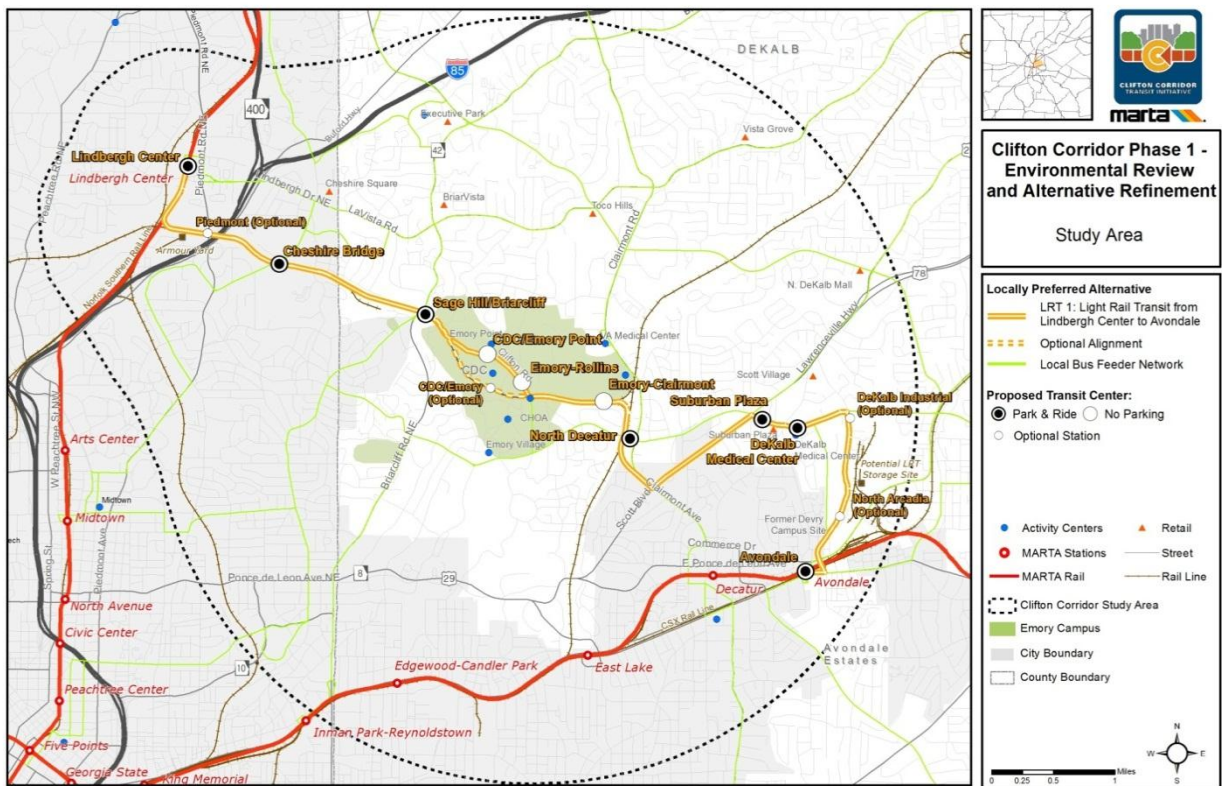 DEKALB
Piedmont Rd NE
85
400
Buford Hwy
Executive Park
42
Vista Grove
Peachtree Rd NE
Lindbergh Center
Lindbergh Center
Piedmont Rd NE
Lindbergh Dr NE
Cheshire Square
LaVista Rd
BriarVista
Toco Hills
Clairmont Rd
Piedmont (Optional)
Armour Yard
Norfolk Southern Rail Line
Cheshire Bridge
N. DeKalb Mall
78
Lawrenceville Hwy
Sage Hill/Briarcliff
Emory Point
CDC/Emory Point
VA Medical Center
Clifton Rd
CDC
Emory-Rollins
CDC/Emory
(Optional)
Emory-Clairmont
Scott Village
DeKalb Industrial
(Optional)
Suburban Plaza
Suburban Plaza
CHOA
Emory Village
North Decatur
DeKalb
Medical Center
DeKalb
Medical Center
Briarcliff Rd NE
Arts Center
W Peachtree St NW
Potential LRT
Storage Site
Clairmont Ave
Scott Blvd
North Arcadia
(Optional)
Former Devry
Campus Site
Midtown
Midtown
Tech
Spring St
Piedmont Ave
Commerce Dr
Avondale
E Ponce de Leon Ave
Avondale
Decatur
Ponce de Leon Ave NE
8
29
North Avenue
CSX Rail Line
Civic Center
10
Edgewood-Candler Park
East Lake
Avondale
Estates
Peachtree Center
Inman Park-Reynoldstown
Five Points
Georgia State
King Memorial
CLIFTON CORRIDOR
TRANSIT INITIATIVE
marta
Clifton Corridor Phase 1 -
Environmental Review
and Alternative Refinement
Study Area
Locally Preferred Alternative
LRT 1: Light Rail Transit from
Lindbergh Center to Avondale
Optional Alignment
Local Bus Feeder Network
Proposed Transit Center:
Park & Ride
No Parking
Optional Station
Activity Centers
Retail
MARTA Stations
Street
MARTA Rail
Rail Line
Clifton Corridor Study Area
Emory Campus
City Boundary
County Boundary
N
W
E
S
Miles
0
0.25
0.5
1